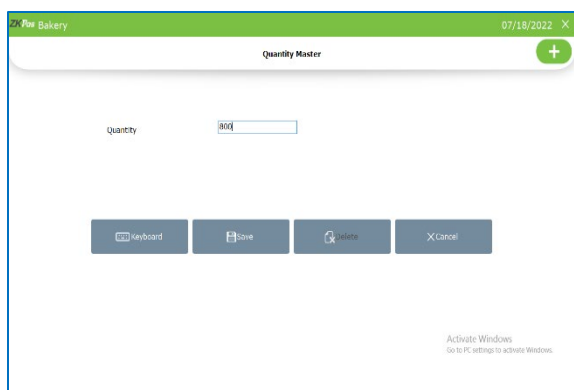 ZKPos Bakery 07/18/2022 X
Quantity Master
+
Quantity 800
Keyboard Save Delete Cancel
Activate Windows
Go to PC settings to activate Windows.